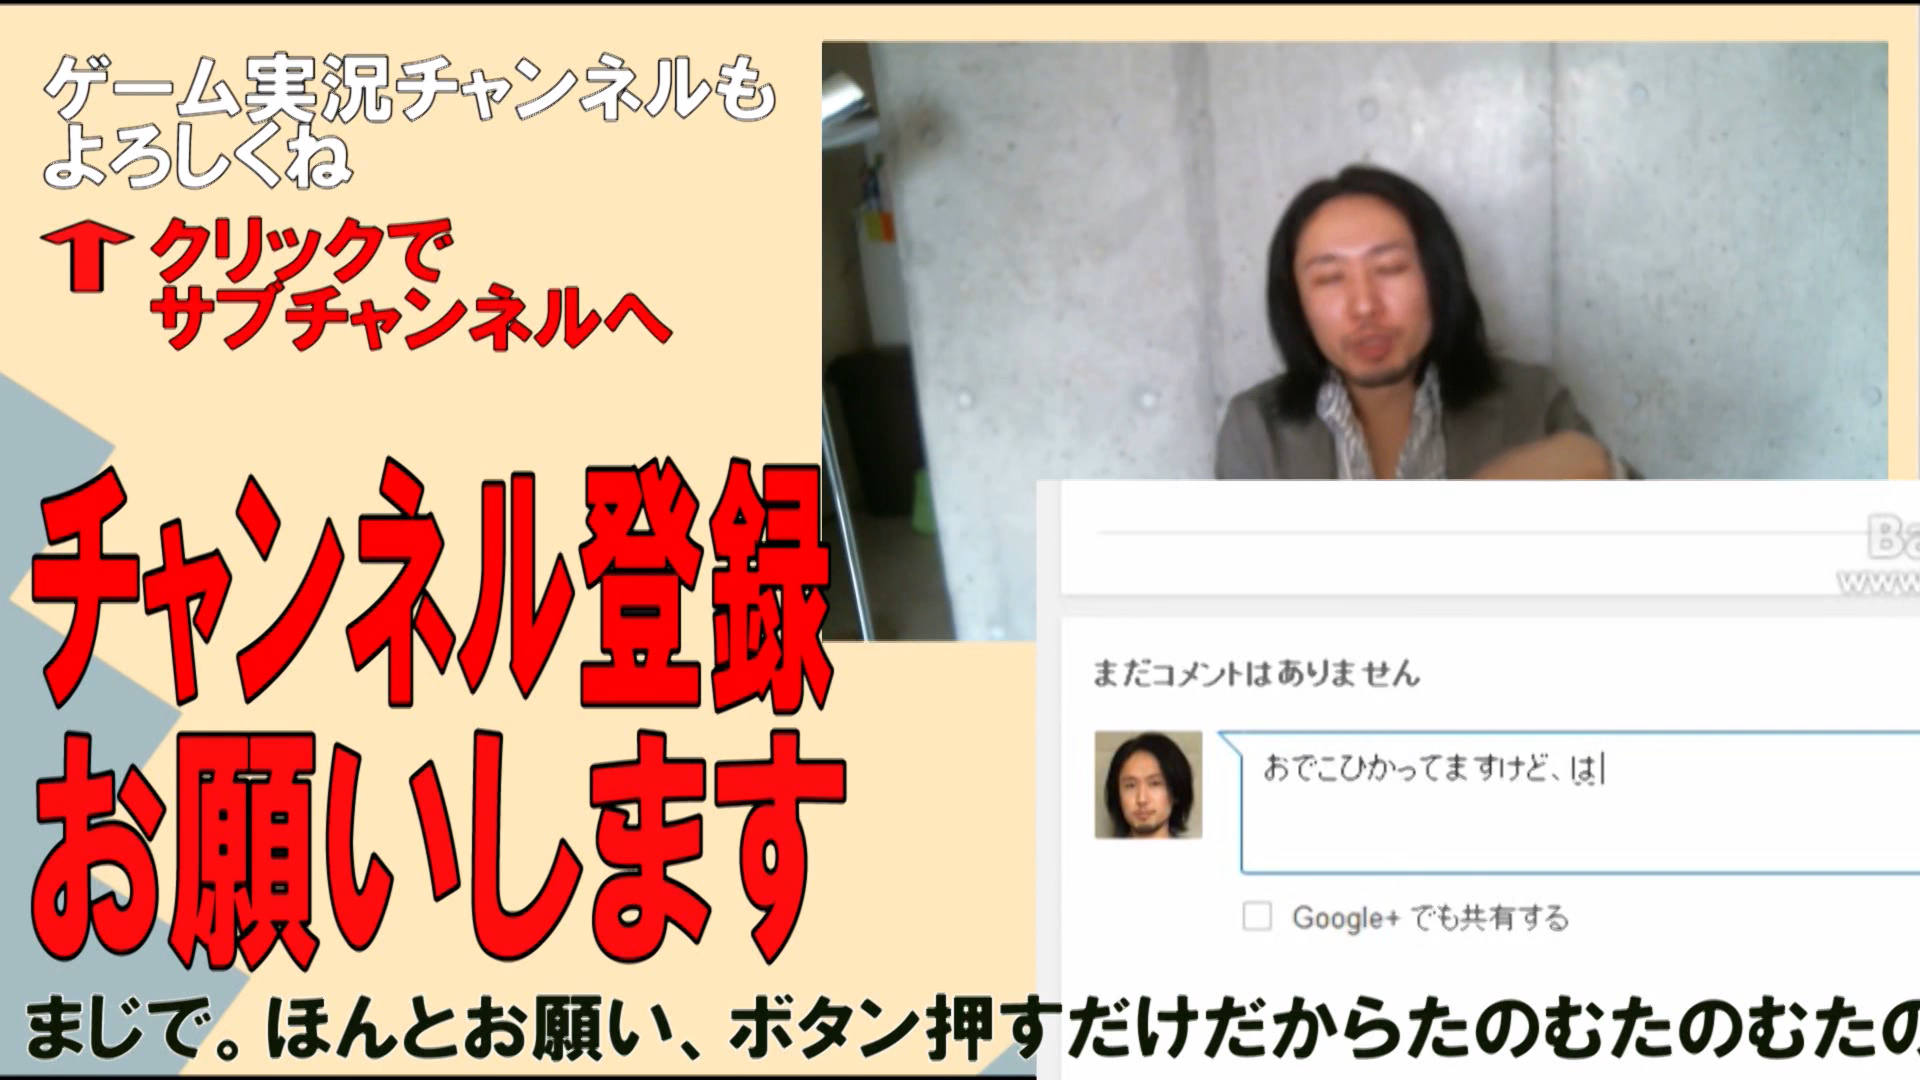 ゲーム実況チャンネルも
よろしくね
クリックで
サブチャンネルへ
チャンネル登録
お願いします
Ba
www
まだコメントはありません
おでこひかってますけど、は
Google+ でも共有する
まじで。ほんとお願い、ボタン押すだけだからたのむたのむたの